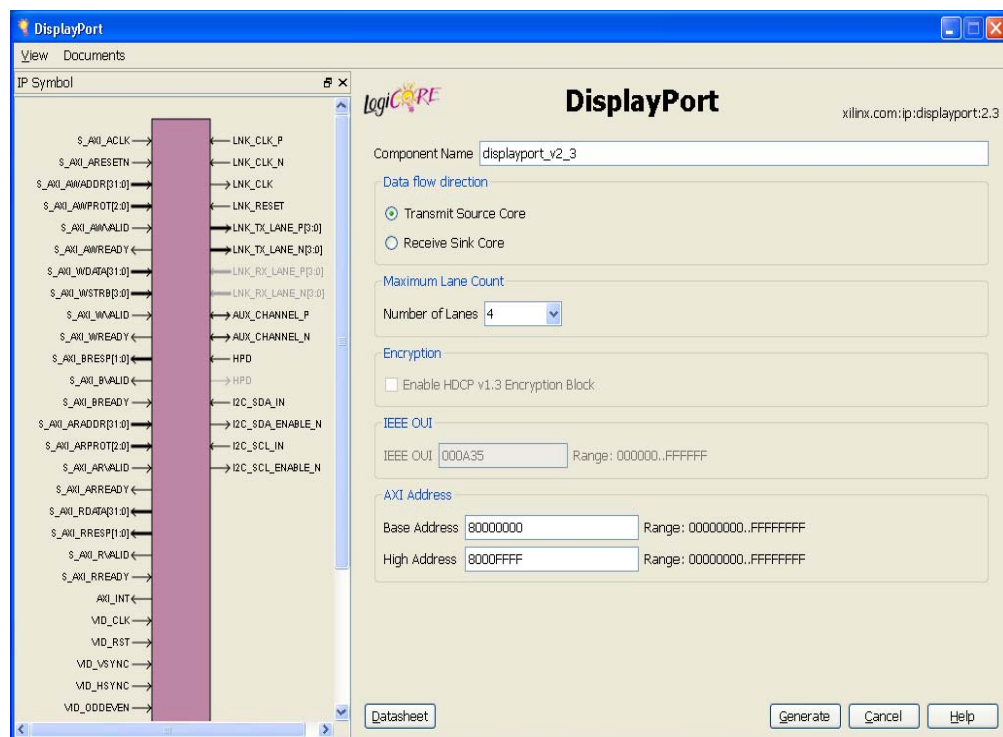 DisplayPort
View Documents
IP Symbol
S_AXI_ACLK
S_AXI_ARESETN
S_AXI_AWADDR[31:0]
S_AXI_AWPROT[2:0]
S_AXI_AWVALID
S_AXI_AWREADY
S_AXI_WDATA[31:0]
S_AXI_WSTRB[3:0]
S_AXI_WVALID
S_AXI_WREADY
S_AXI_BRESP[1:0]
S_AXI_BVALID
S_AXI_BREADY
S_AXI_ARADDR[31:0]
S_AXI_ARPROT[2:0]
S_AXI_ARVALID
S_AXI_ARREADY
S_AXI_RDATA[31:0]
S_AXI_RRESP[1:0]
S_AXI_RVALID
S_AXI_RREADY
AXI_INT
VID_CLK
VID_RST
VID_VSYNC
VID_HSYNC
VID_ODDEVEN
LNK_CLK_P
LNK_CLK_N
LNK_CLK
LNK_RESET
LNK_TX_LANE_P[3:0]
LNK_TX_LANE_N[3:0]
LNK_RX_LANE_P[3:0]
LNK_RX_LANE_N[3:0]
AUX_CHANNEL_P
AUX_CHANNEL_N
HPD
HPD
I2C_SDA_IN
I2C_SDA_ENABLE_N
I2C_SCL_IN
I2C_SCL_ENABLE_N
LogiCORE
DisplayPort
xilinx.com:ip:displayport:2.3
Component Name displayport_v2_3
Data flow direction
Transmit Source Core
Receive Sink Core
Maximum Lane Count
Number of Lanes 4
Encryption
Enable HDCP v1.3 Encryption Block
IEEE OUI
IEEE OUI 000A35 Range: 000000..FFFFFF
AXI Address
Base Address 80000000 Range: 00000000..FFFFFFFF
High Address 8000FFFF Range: 00000000..FFFFFFFF
Datasheet Generate Cancel Help